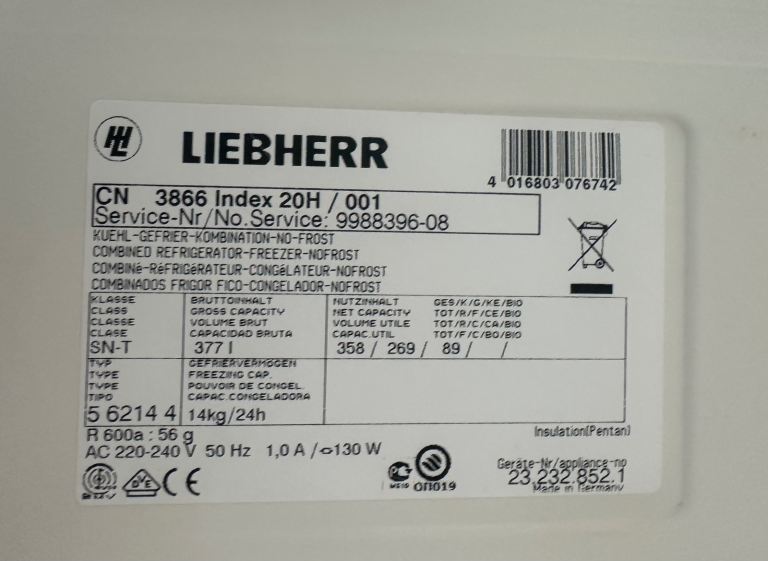 LIEBHERR
4 016803 076742
CN 3866 Index 20H / 001
Service-Nr/No.Service: 9988396-08
KUEHL-GEFRIER-KOMBINATION-NO-FROST
COMBINED REFRIGERATOR-FREEZER-NOFROST
COMBINé-RéFRIGéRATEUR-CONGéLATEUR-NOFROST
COMBINADOS FRIGOR FICO-CONGELADOR-NOFROST
KLASSE BRUTTOINHALT NUTZINHALT GES/K/G/KE/BIO
CLASS GROSS CAPACITY NET CAPACITY TOT/R/F/CE/BIO
CLASSE VOLUME BRUT VOLUME UTILE TOT/R/C/CA/BIO
CLASE CAPACIDAD BRUTA CAPAC.UTIL TOT/F/C/BO/BIO
SN-T 377 l 358 / 269 / 89 / /
TYP GEFRIERVERMÖGEN
TYPE FREEZING CAP.
TYPE POUVOIR DE CONGEL.
TIPO CAPAC.CONGELADORA
5 6214 4 14kg/24h
R 600a : 56 g Insulation(Pentan)
AC 220-240 V 50 Hz 1,0 A / 130 W
Geräte-Nr/appliance-no
23.232.852.1
Made in Germany
DVE CE ME10 ОП019